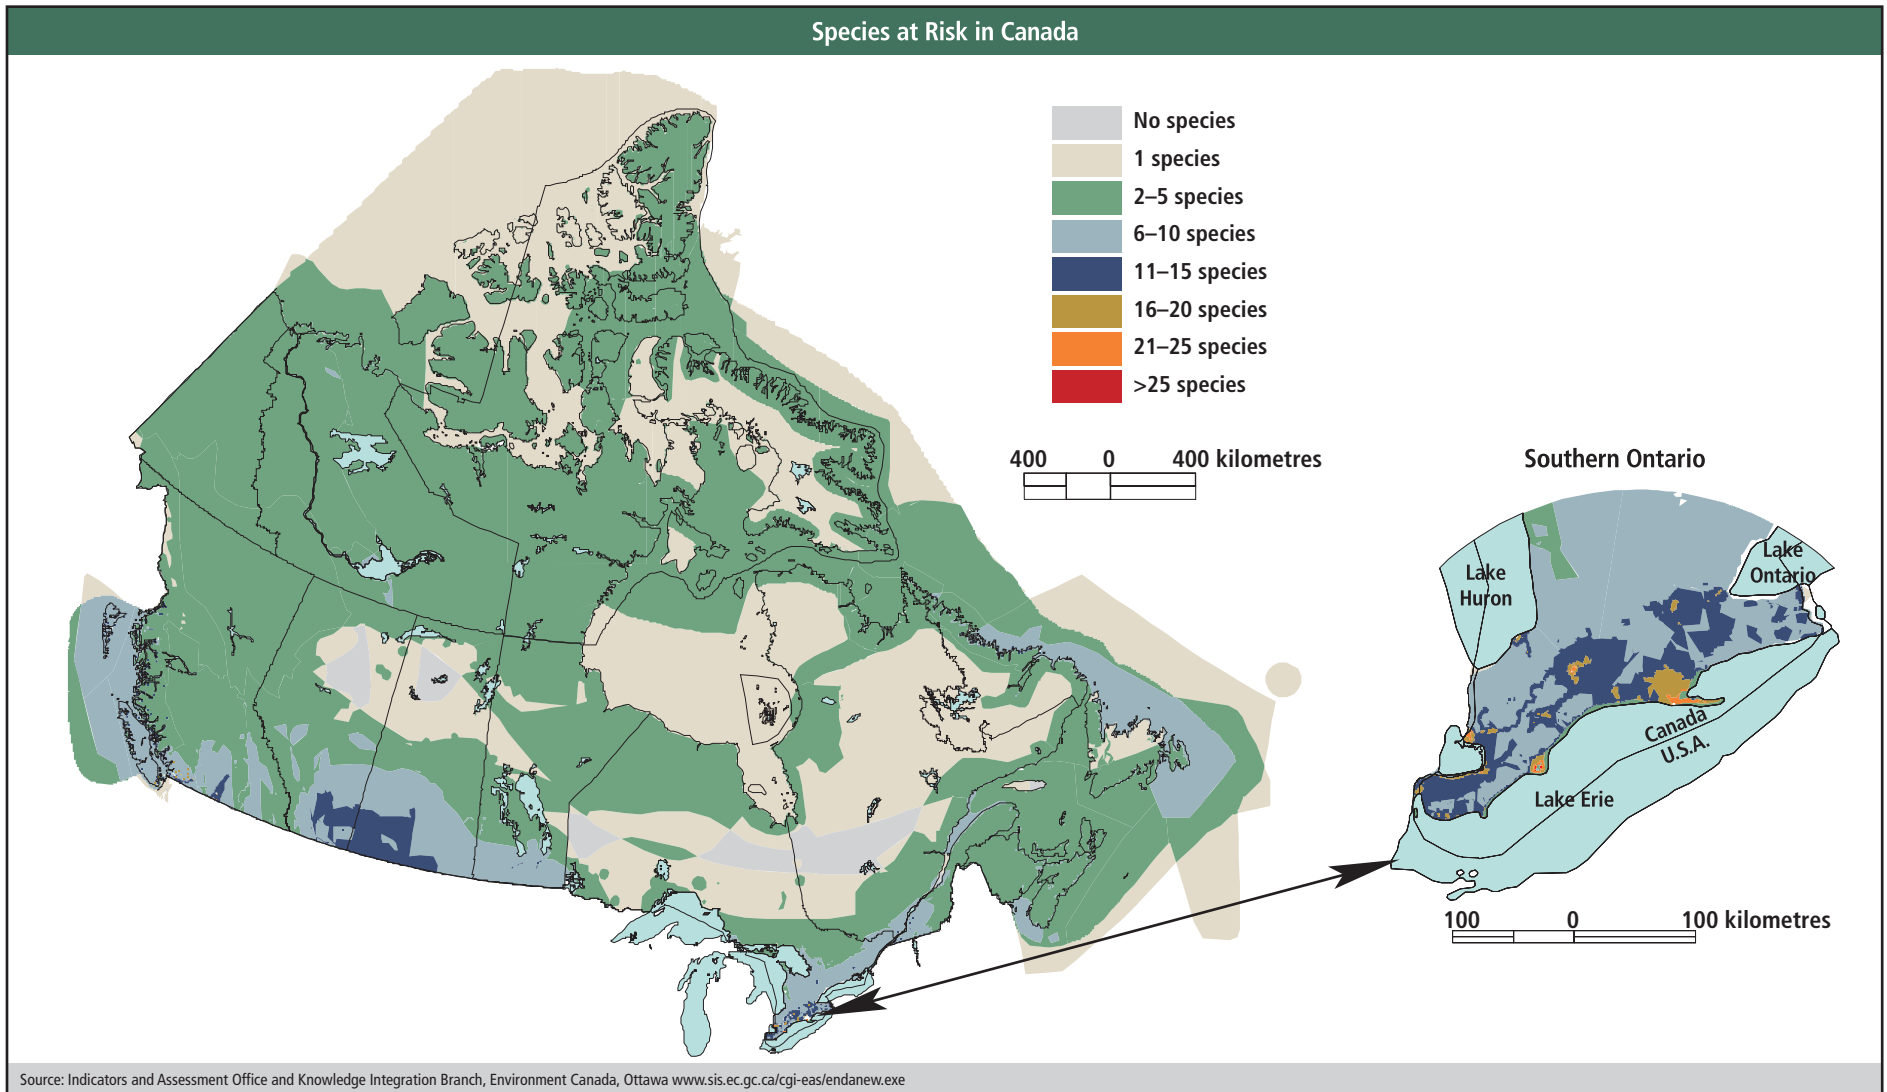 Species at Risk in Canada
No species
1 species
2–5 species
6–10 species
11–15 species
16–20 species
21–25 species
>25 species
400 0 400 kilometres
Southern Ontario
Lake
Huron
Lake
Ontario
Canada
U.S.A.
Lake Erie
100 0 100 kilometres
Source: Indicators and Assessment Office and Knowledge Integration Branch, Environment Canada, Ottawa www.sis.ec.gc.ca/cgi-eas/endanew.exe